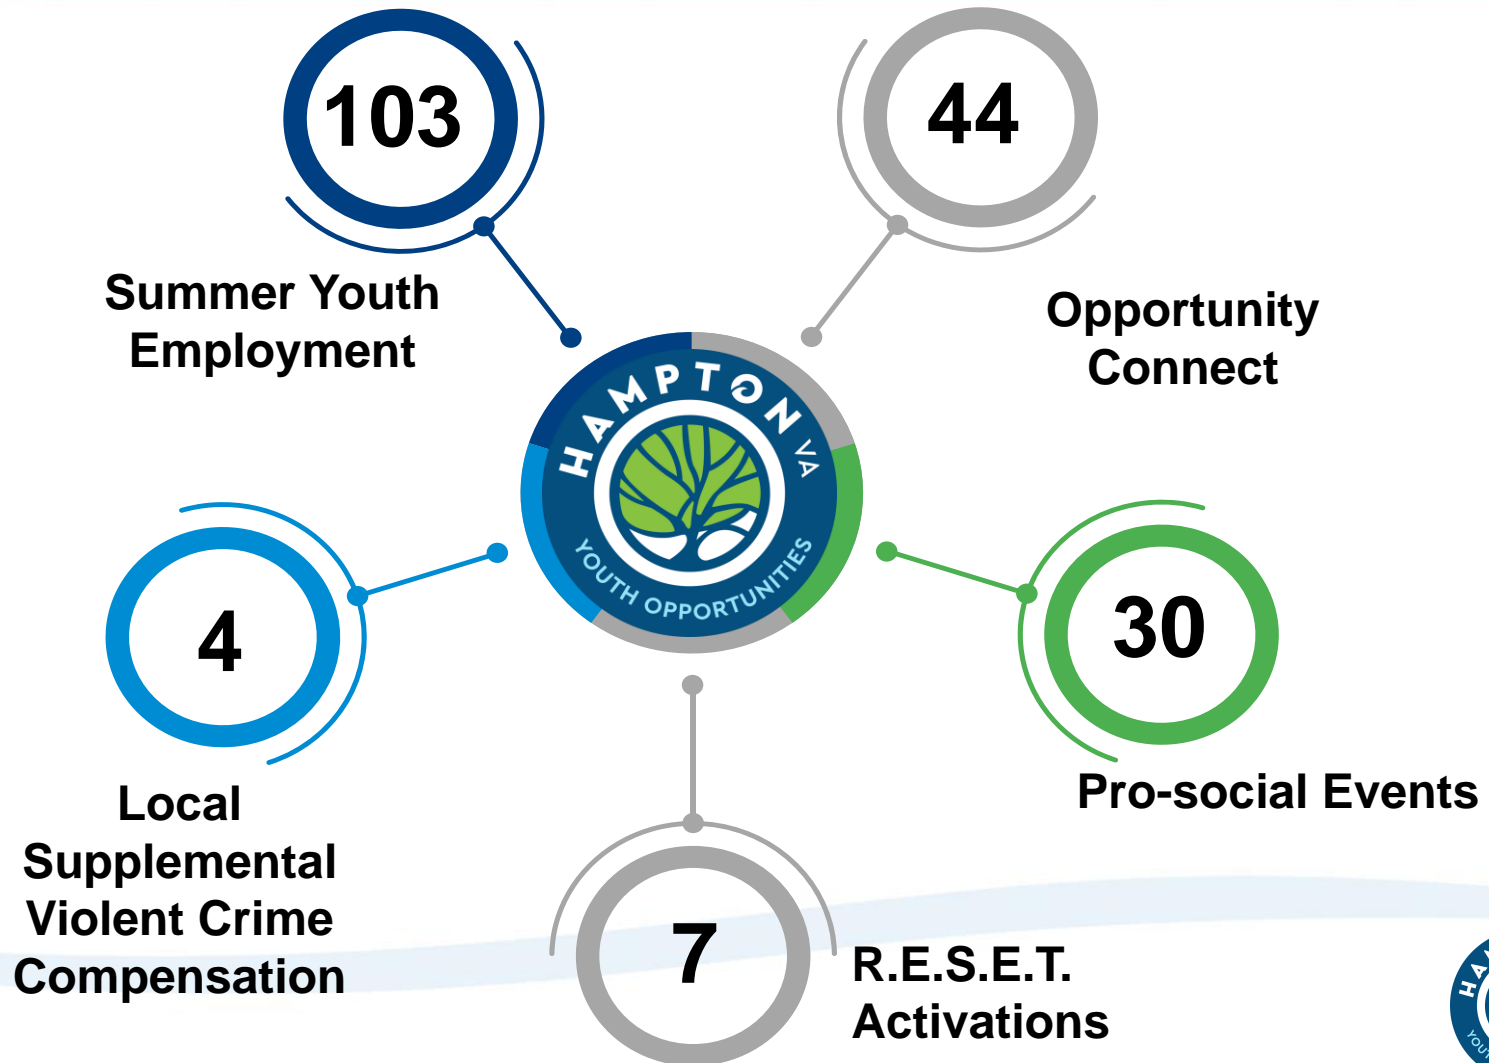 103
Summer Youth
Employment
44
Opportunity
Connect
HAMPTON VA
YOUTH OPPORTUNITIES
4
Local
Supplemental
Violent Crime
Compensation
30
Pro-social Events
7
R.E.S.E.T.
Activations